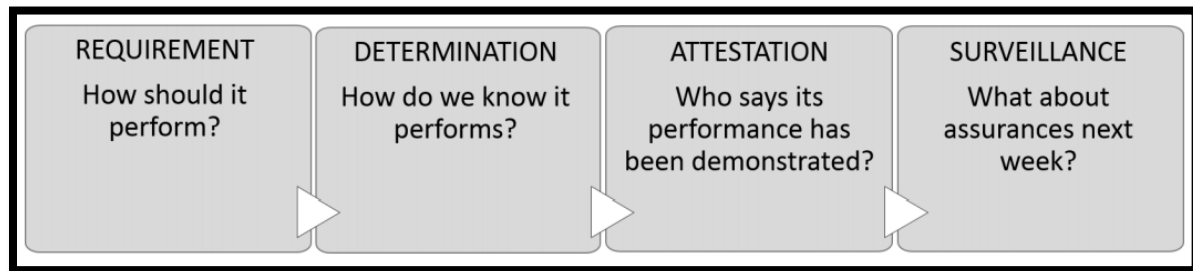 REQUIREMENT
How should it
perform?
DETERMINATION
How do we know it
performs?
ATTESTATION
Who says its
performance has
been demonstrated?
SURVEILLANCE
What about
assurances next
week?